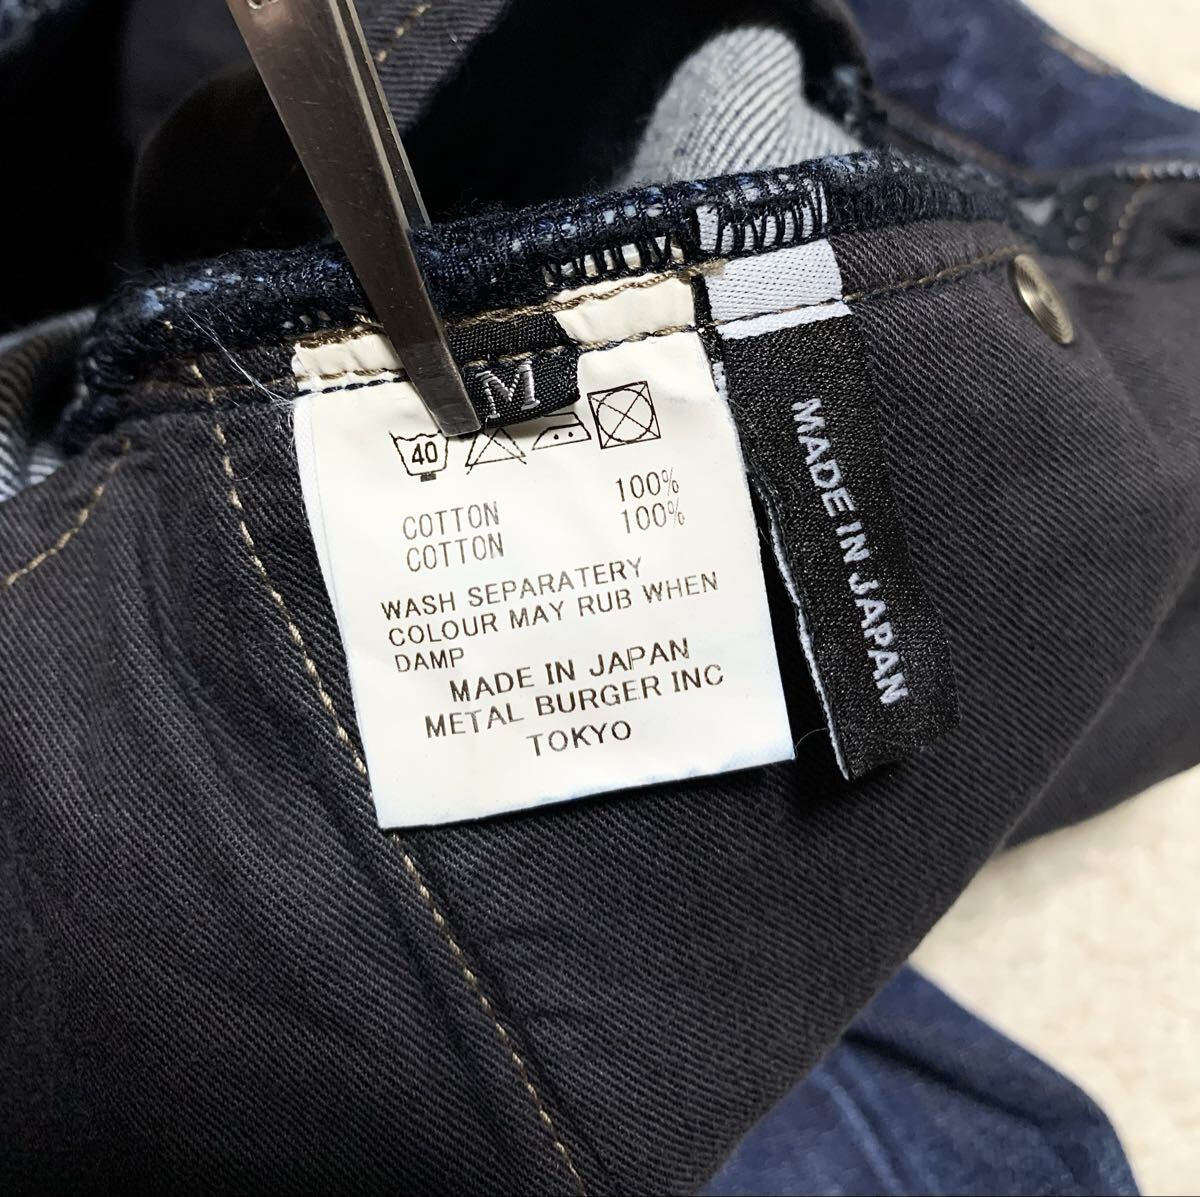 M
40
COTTON 100%
COTTON 100%
WASH SEPARATERY
COLOUR MAY RUB WHEN
DAMP
MADE IN JAPAN
METAL BURGER INC
TOKYO
MADE IN JAPAN